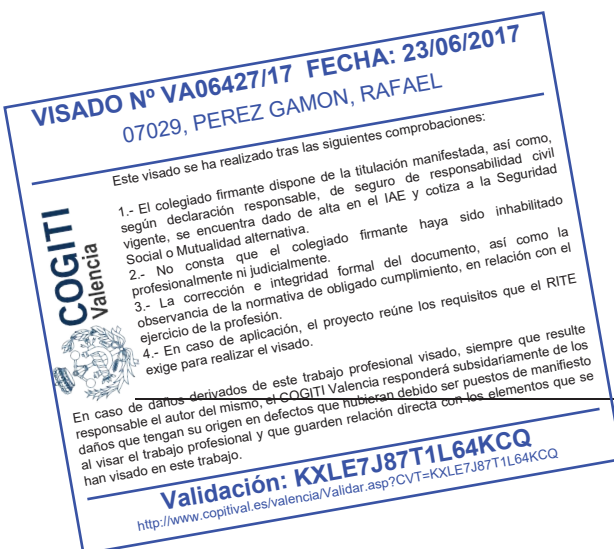 VISADO Nº VA06427/17 FECHA: 23/06/2017
07029, PEREZ GAMON, RAFAEL
Este visado se ha realizado tras las siguientes comprobaciones:
1.- El colegiado firmante dispone de la titulación manifestada, así como,
según declaración responsable, de seguro de responsabilidad civil
vigente, se encuentra dado de alta en el IAE y cotiza a la Seguridad
Social o Mutualidad alternativa.
2.- No consta que el colegiado firmante haya sido inhabilitado
profesionalmente ni judicialmente.
3.- La corrección e integridad formal del documento, así como la
observancia de la normativa de obligado cumplimiento, en relación con el
ejercicio de la profesión.
4.- En caso de aplicación, el proyecto reúne los requisitos que el RITE
exige para realizar el visado.
COGITI
Valencia
En caso de daños derivados de este trabajo profesional visado, siempre que resulte
responsable el autor del mismo, el COGITI Valencia responderá subsidariamente de los
daños que tengan su origen en defectos que hubieran debido ser puestos de manifiesto
al visar el trabajo profesional y que guarden relación directa con los elementos que se
han visado en este trabajo.
Validación: KXLE7J87T1L64KCQ
http://www.copitival.es/valencia/Validar.asp?CVT=KXLE7J87T1L64KCQ